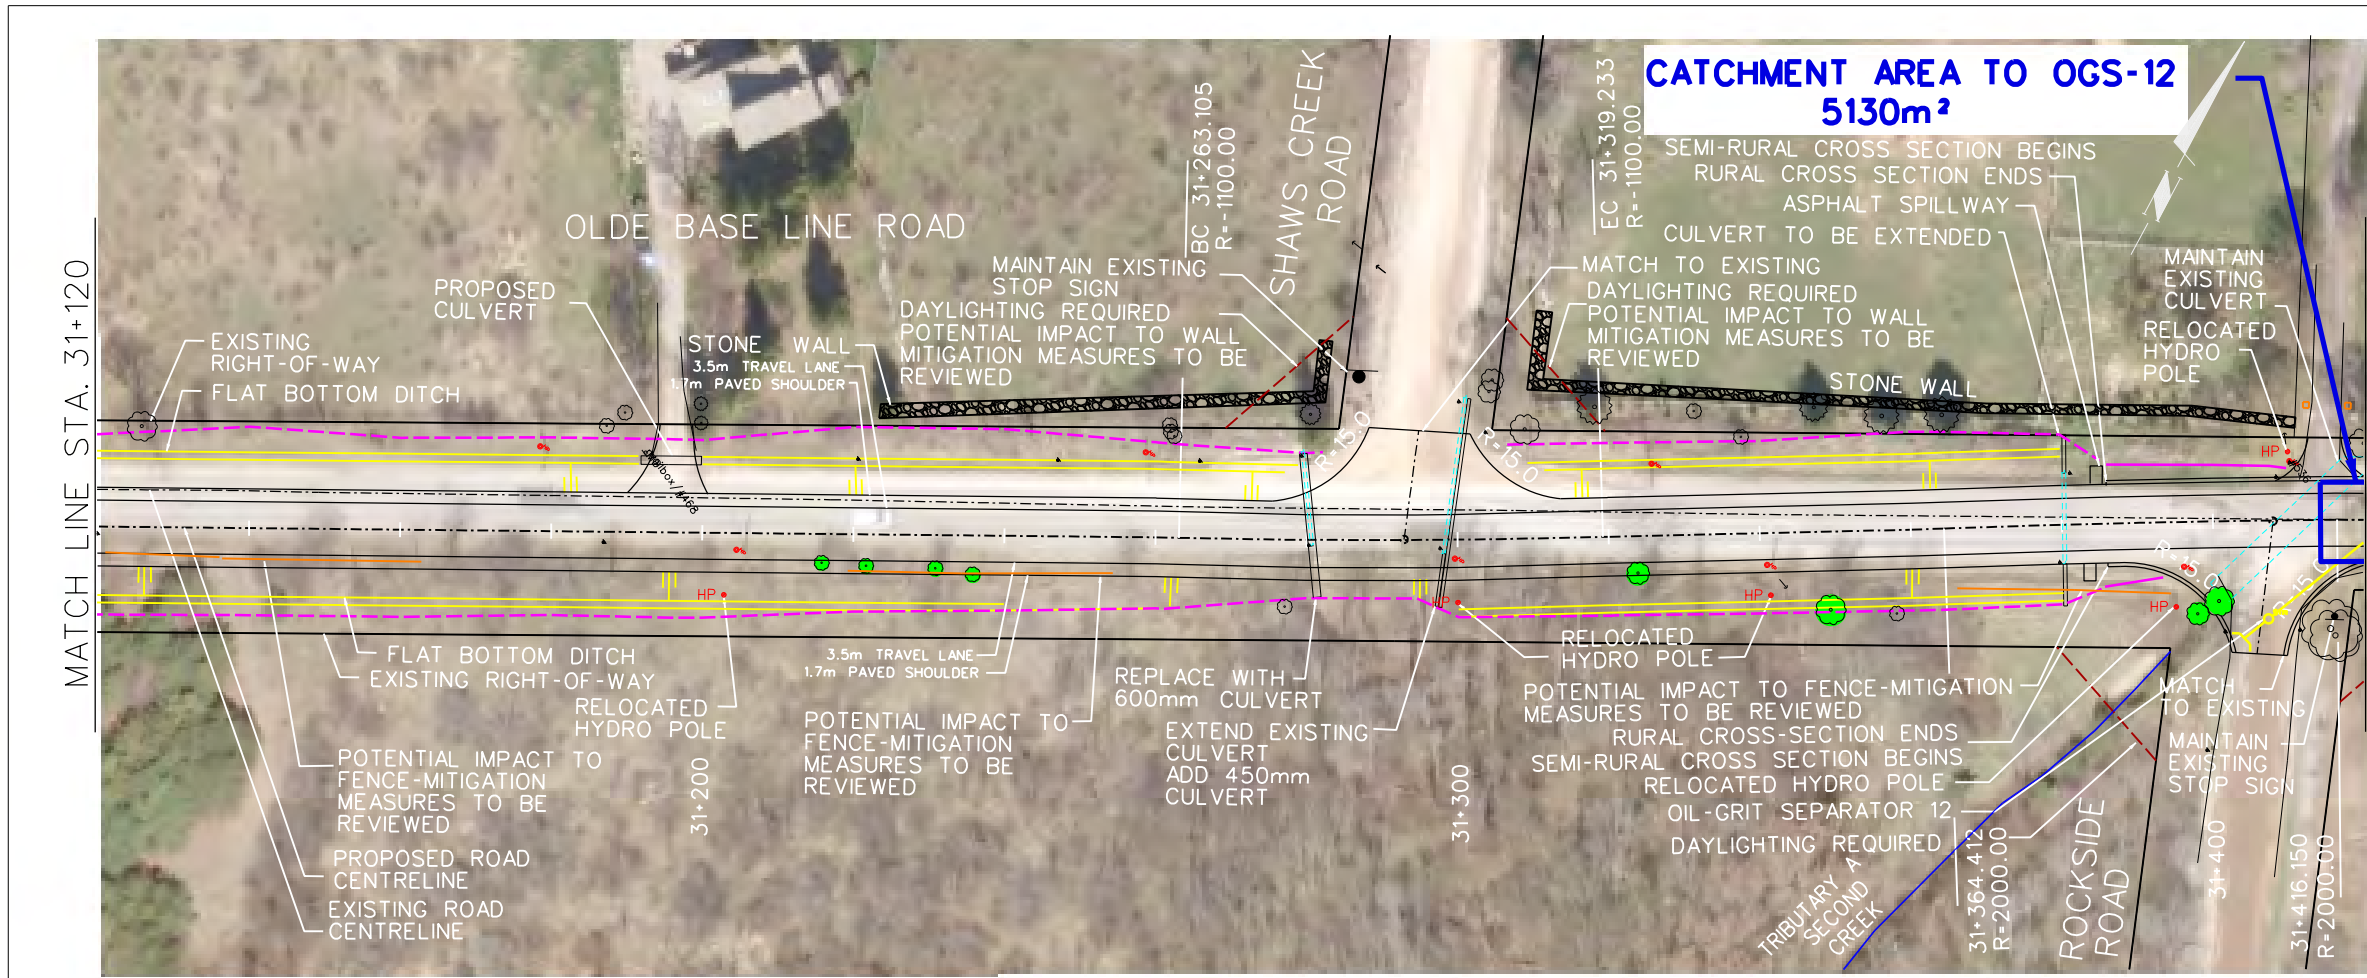 CATCHMENT AREA TO OGS-12
5130m²
MATCH LINE STA. 31+120
OLDE BASE LINE ROAD
SHAWS CREEK
ROAD
BC 31+263.105
R=-1100.00
EC 31+319.233
R=-1100.00
SEMI-RURAL CROSS SECTION BEGINS
RURAL CROSS SECTION ENDS
ASPHALT SPILLWAY
CULVERT TO BE EXTENDED
MAINTAIN
EXISTING
CULVERT
RELOCATED
HYDRO
POLE
PROPOSED
CULVERT
EXISTING
RIGHT-OF-WAY
FLAT BOTTOM DITCH
STONE WALL
3.5m TRAVEL LANE
1.7m PAVED SHOULDER
MAINTAIN EXISTING
STOP SIGN
DAYLIGHTING REQUIRED
POTENTIAL IMPACT TO WALL
MITIGATION MEASURES TO BE
REVIEWED
MATCH TO EXISTING
DAYLIGHTING REQUIRED
POTENTIAL IMPACT TO WALL
MITIGATION MEASURES TO BE
REVIEWED
STONE WALL
R=15.0
R=15.0
HP
HP
HP
HP
HP
R=15.0
R=15.0
FLAT BOTTOM DITCH
EXISTING RIGHT-OF-WAY
RELOCATED
HYDRO POLE
POTENTIAL IMPACT TO
FENCE-MITIGATION
MEASURES TO BE
REVIEWED
PROPOSED ROAD
CENTRELINE
EXISTING ROAD
CENTRELINE
31+200
3.5m TRAVEL LANE
1.7m PAVED SHOULDER
POTENTIAL IMPACT TO
FENCE-MITIGATION
MEASURES TO BE
REVIEWED
REPLACE WITH
600mm CULVERT
EXTEND EXISTING
CULVERT
ADD 450mm
CULVERT
31+300
RELOCATED
HYDRO POLE
POTENTIAL IMPACT TO FENCE-MITIGATION
MEASURES TO BE REVIEWED
RURAL CROSS-SECTION ENDS
SEMI-RURAL CROSS SECTION BEGINS
RELOCATED HYDRO POLE
OIL-GRIT SEPARATOR 12
DAYLIGHTING REQUIRED
TRIBUTARY A
SECOND
CREEK
31+364.412
R=2000.00
ROCKSIDE
ROAD
MATCH
TO EXISTING
MAINTAIN
EXISTING
STOP SIGN
31+400
31+416.150
R=2000.00